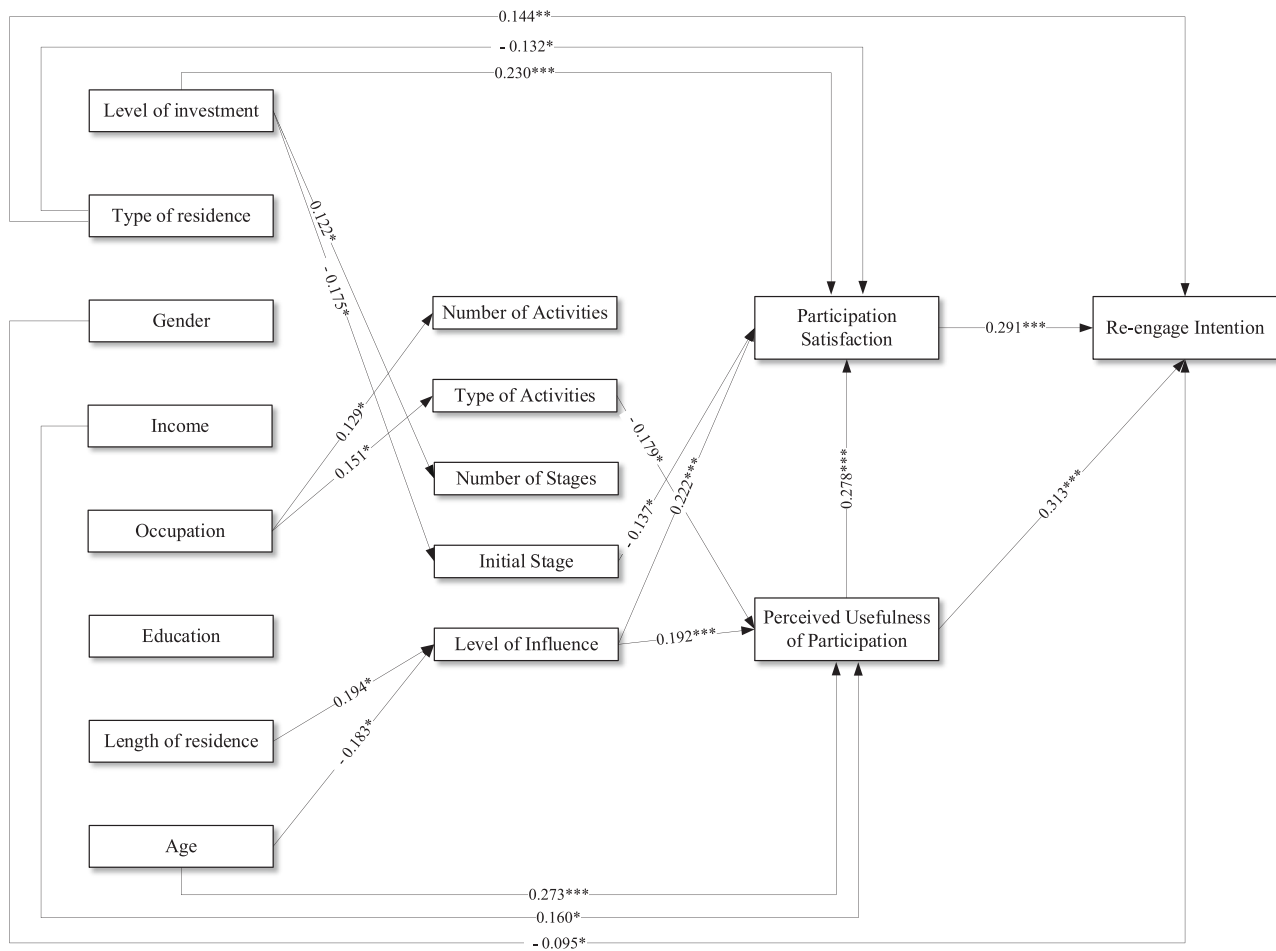 0.144**
- 0.132*
0.230***
Level of investment
Type of residence
Gender
Income
Occupation
Education
Length of residence
Age
0.122*
- 0.175*
0.129*
0.151*
0.194*
- 0.183*
Number of Activities
Type of Activities
Number of Stages
Initial Stage
Level of Influence
- 0.179*
- 0.137*
0.222***
0.192***
Participation
Satisfaction
0.278***
Perceived Usefulness
of Participation
0.291***
0.313***
Re-engage Intention
0.273***
0.160*
- 0.095*